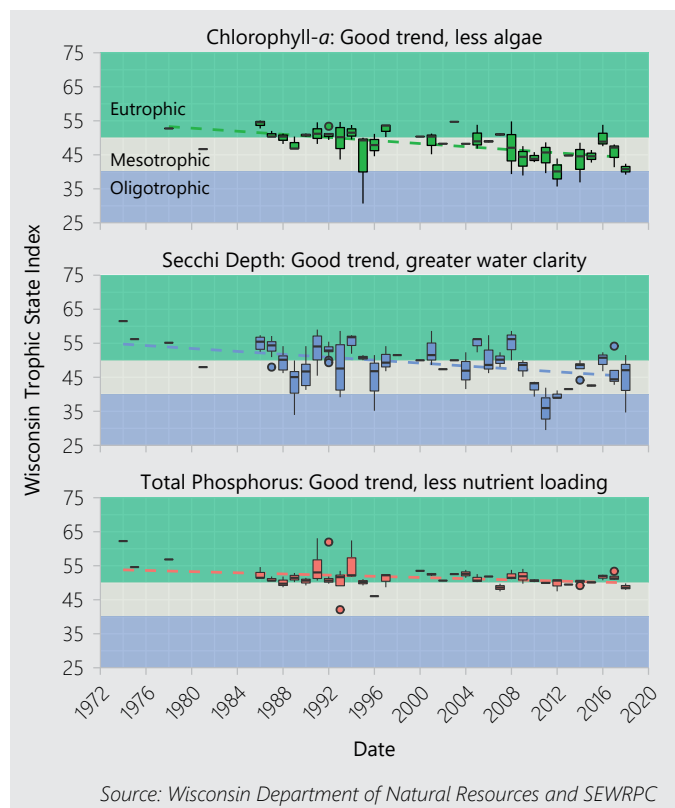 Chlorophyll-a: Good trend, less algae
75
65
55
45
35
25
Eutrophic
Mesotrophic
Oligotrophic
Secchi Depth: Good trend, greater water clarity
75
65
55
45
35
25
Wisconsin Trophic State Index
Total Phosphorus: Good trend, less nutrient loading
75
65
55
45
35
25
1972 1976 1980 1984 1988 1992 1996 2000 2004 2008 2012 2016 2020
Date
Source: Wisconsin Department of Natural Resources and SEWRPC